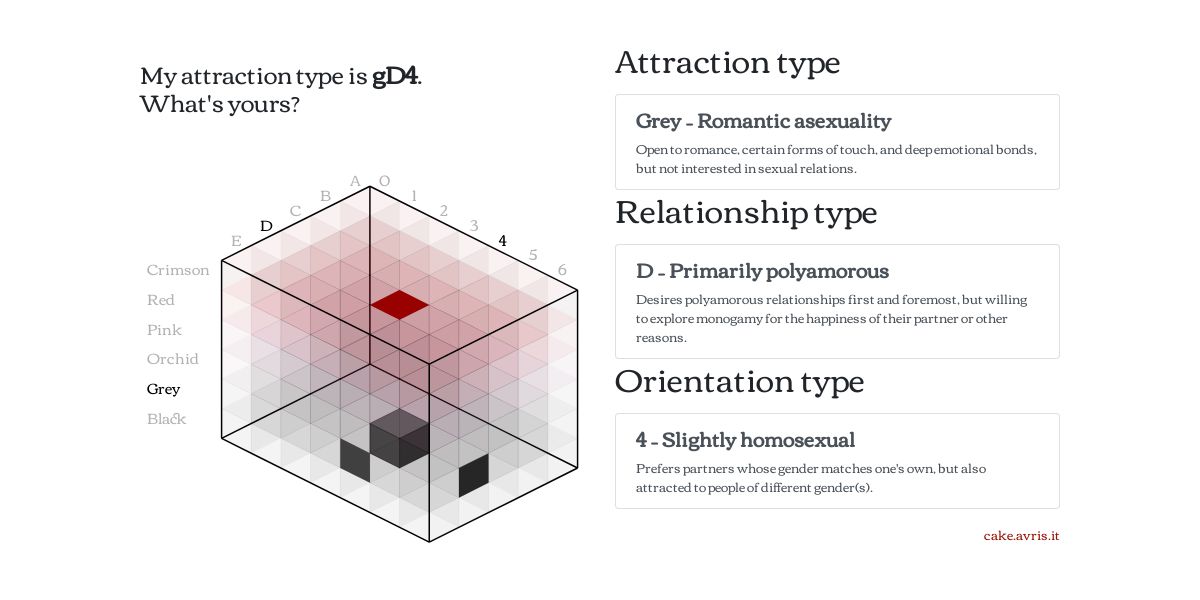 My attraction type is gD4.
What's yours?
A O
B 1
C 2
D 3
E 4
5
6
Crimson
Red
Pink
Orchid
Grey
Black
Attraction type
Grey – Romantic asexuality
Open to romance, certain forms of touch, and deep emotional bonds,
but not interested in sexual relations.
Relationship type
D – Primarily polyamorous
Desires polyamorous relationships first and foremost, but willing
to explore monogamy for the happiness of their partner or other
reasons.
Orientation type
4 – Slightly homosexual
Prefers partners whose gender matches one's own, but also
attracted to people of different gender(s).
cake.avris.it